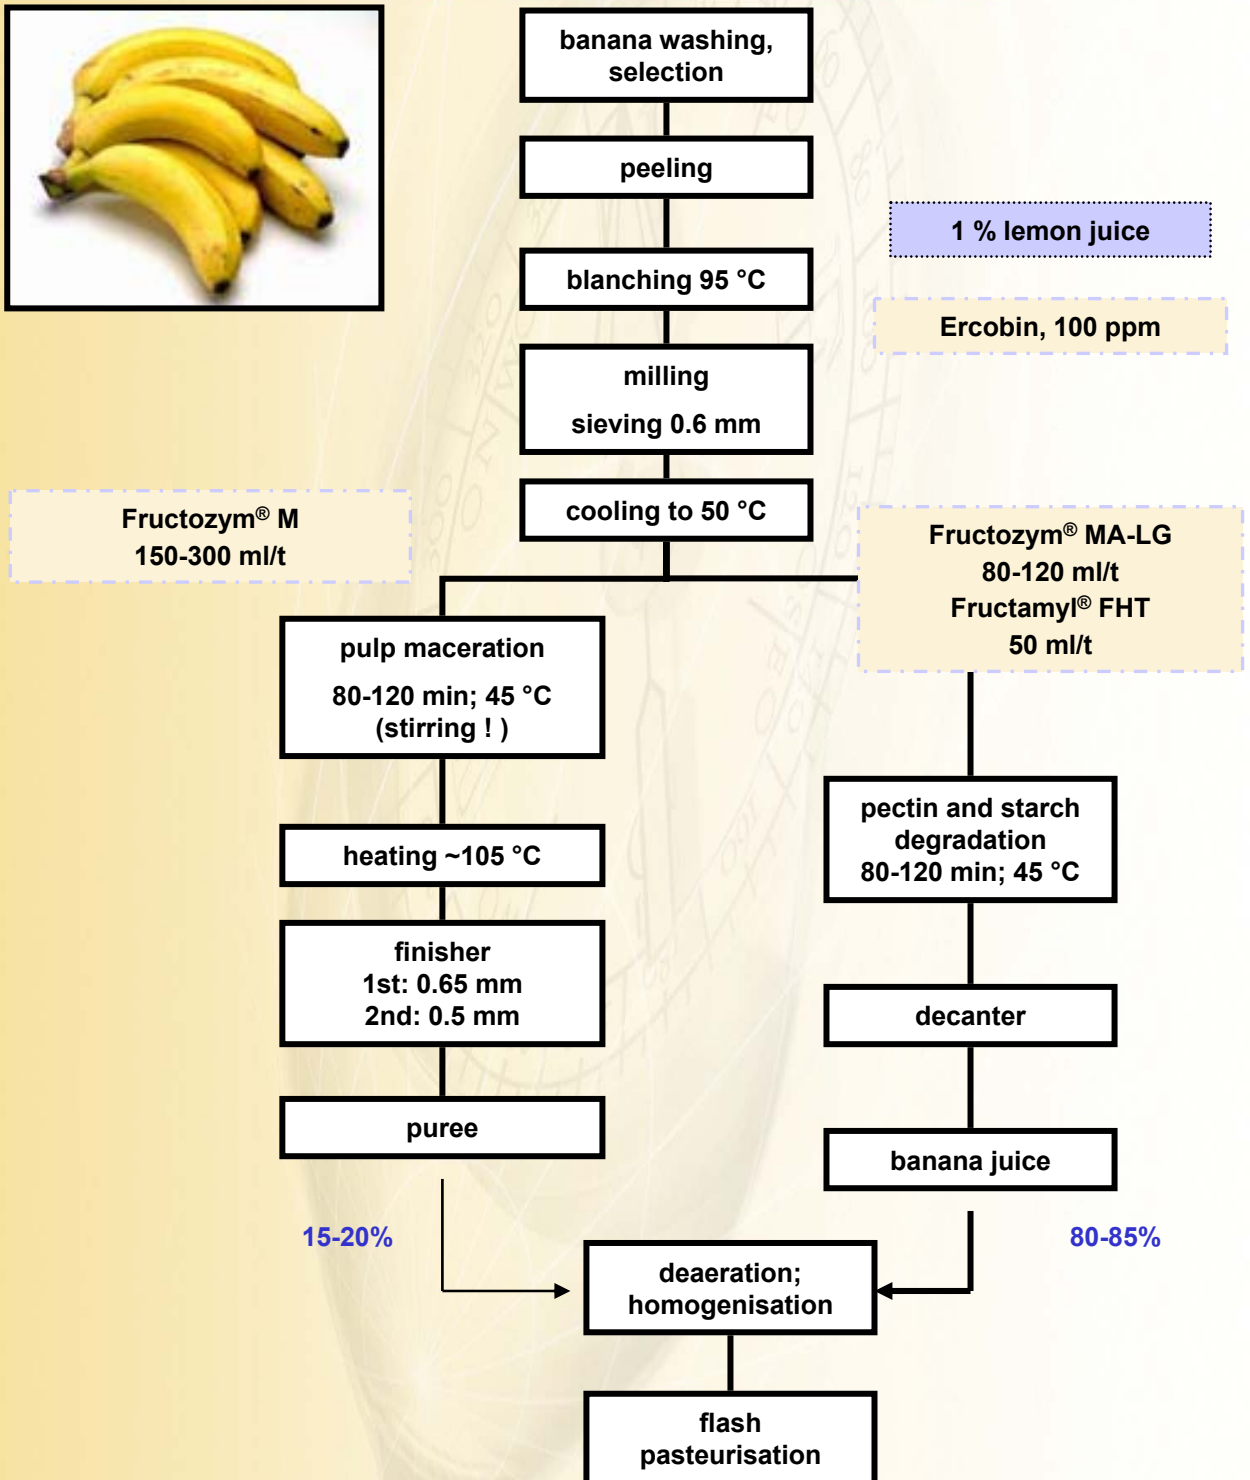 banana washing,
selection
peeling
1 % lemon juice
blanching 95 °C
Ercobin, 100 ppm
milling
sieving 0.6 mm
cooling to 50 °C
Fructozym® M
150-300 ml/t
Fructozym® MA-LG
80-120 ml/t
Fructamyl® FHT
50 ml/t
pulp maceration
80-120 min; 45 °C
(stirring ! )
pectin and starch
degradation
80-120 min; 45 °C
heating ~105 °C
finisher
1st: 0.65 mm
2nd: 0.5 mm
decanter
puree
banana juice
15-20%
80-85%
deaeration;
homogenisation
flash
pasteurisation